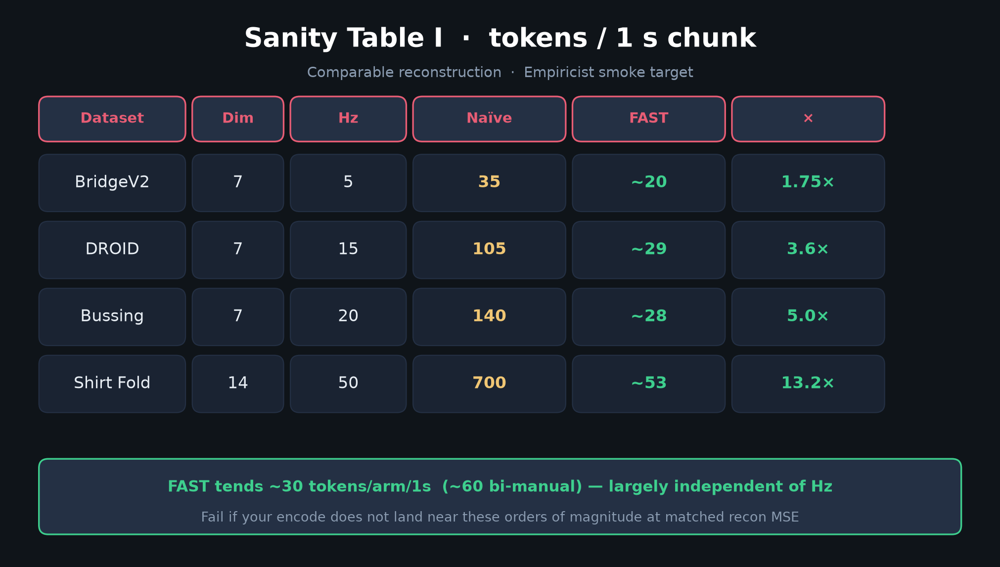 Sanity Table I · tokens / 1 s chunk
Comparable reconstruction · Empiricist smoke target
Dataset Dim Hz Naïve FAST ×
BridgeV2 7 5 35 ~20 1.75×
DROID 7 15 105 ~29 3.6×
Bussing 7 20 140 ~28 5.0×
Shirt Fold 14 50 700 ~53 13.2×
FAST tends ~30 tokens/arm/1s (~60 bi-manual) — largely independent of Hz
Fail if your encode does not land near these orders of magnitude at matched recon MSE